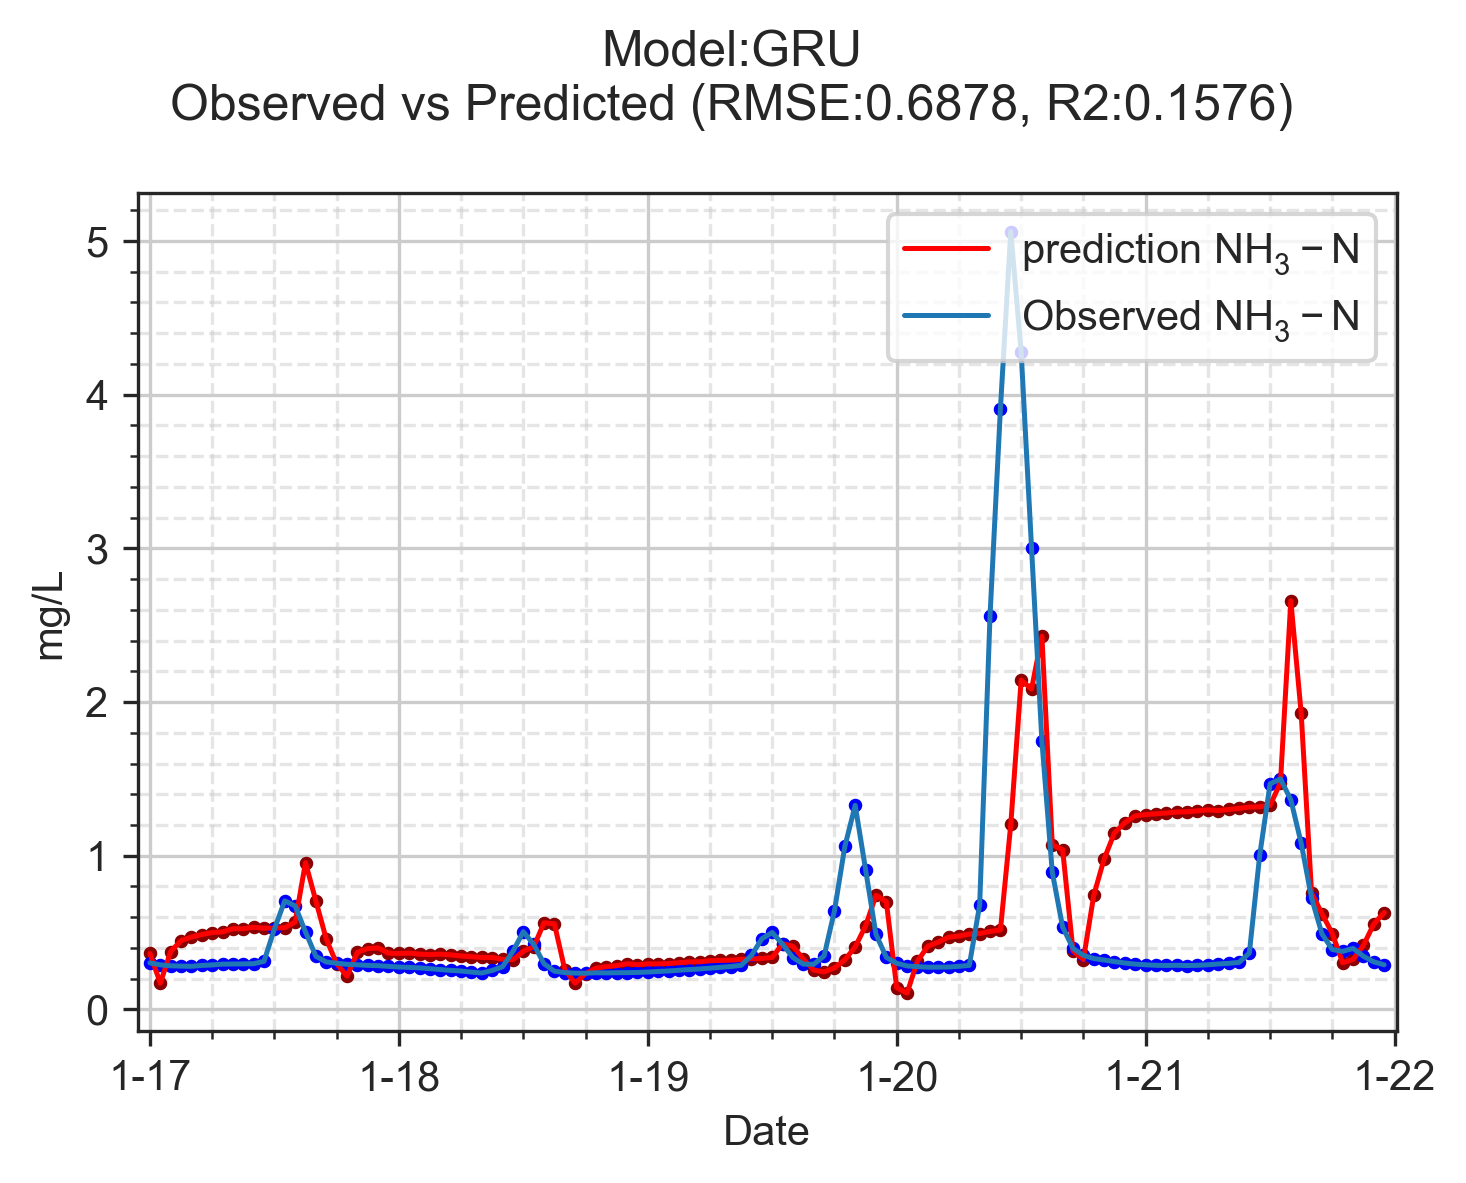 Model:GRU
Observed vs Predicted (RMSE:0.6878, R2:0.1576)
prediction NH₃ − N
Observed NH₃ − N
5
4
3
2
1
0
mg/L
1-17 1-18 1-19 1-20 1-21 1-22
Date